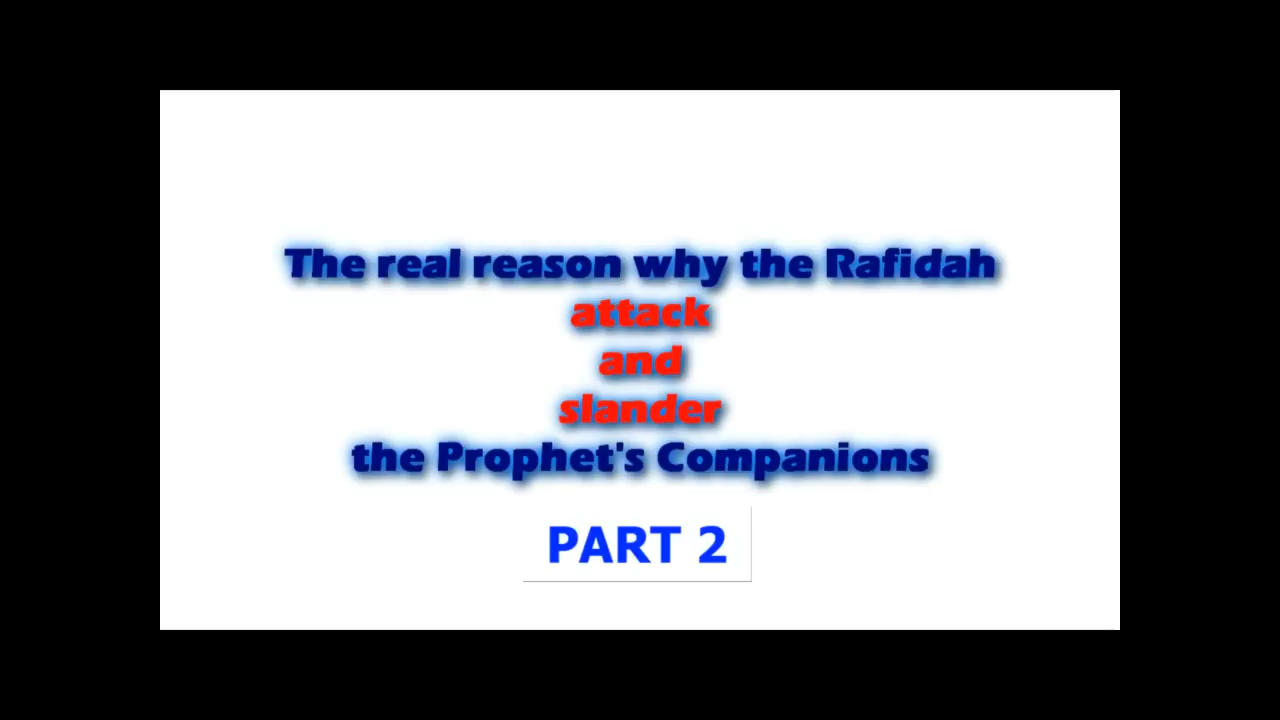 The real reason why the Rafidah
attack
and
slander
the Prophet's Companions
PART 2